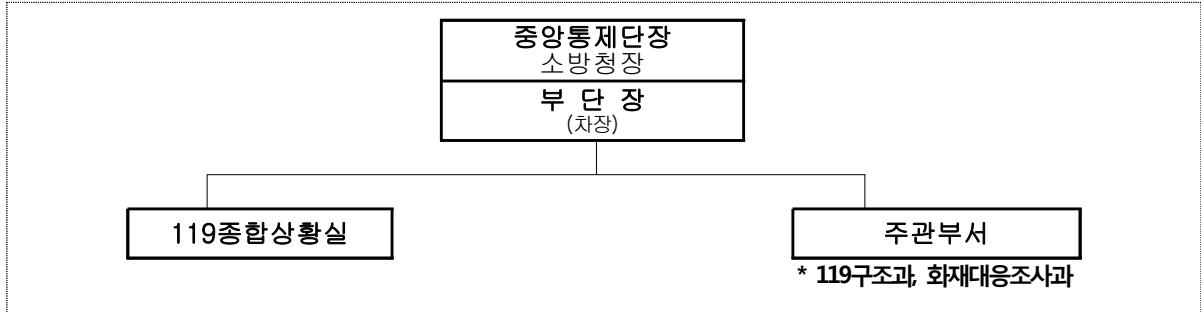 중앙통제단장
소방청장
부 단 장
(차장)
119종합상황실
주관부서
* 119구조과, 화재대응조사과